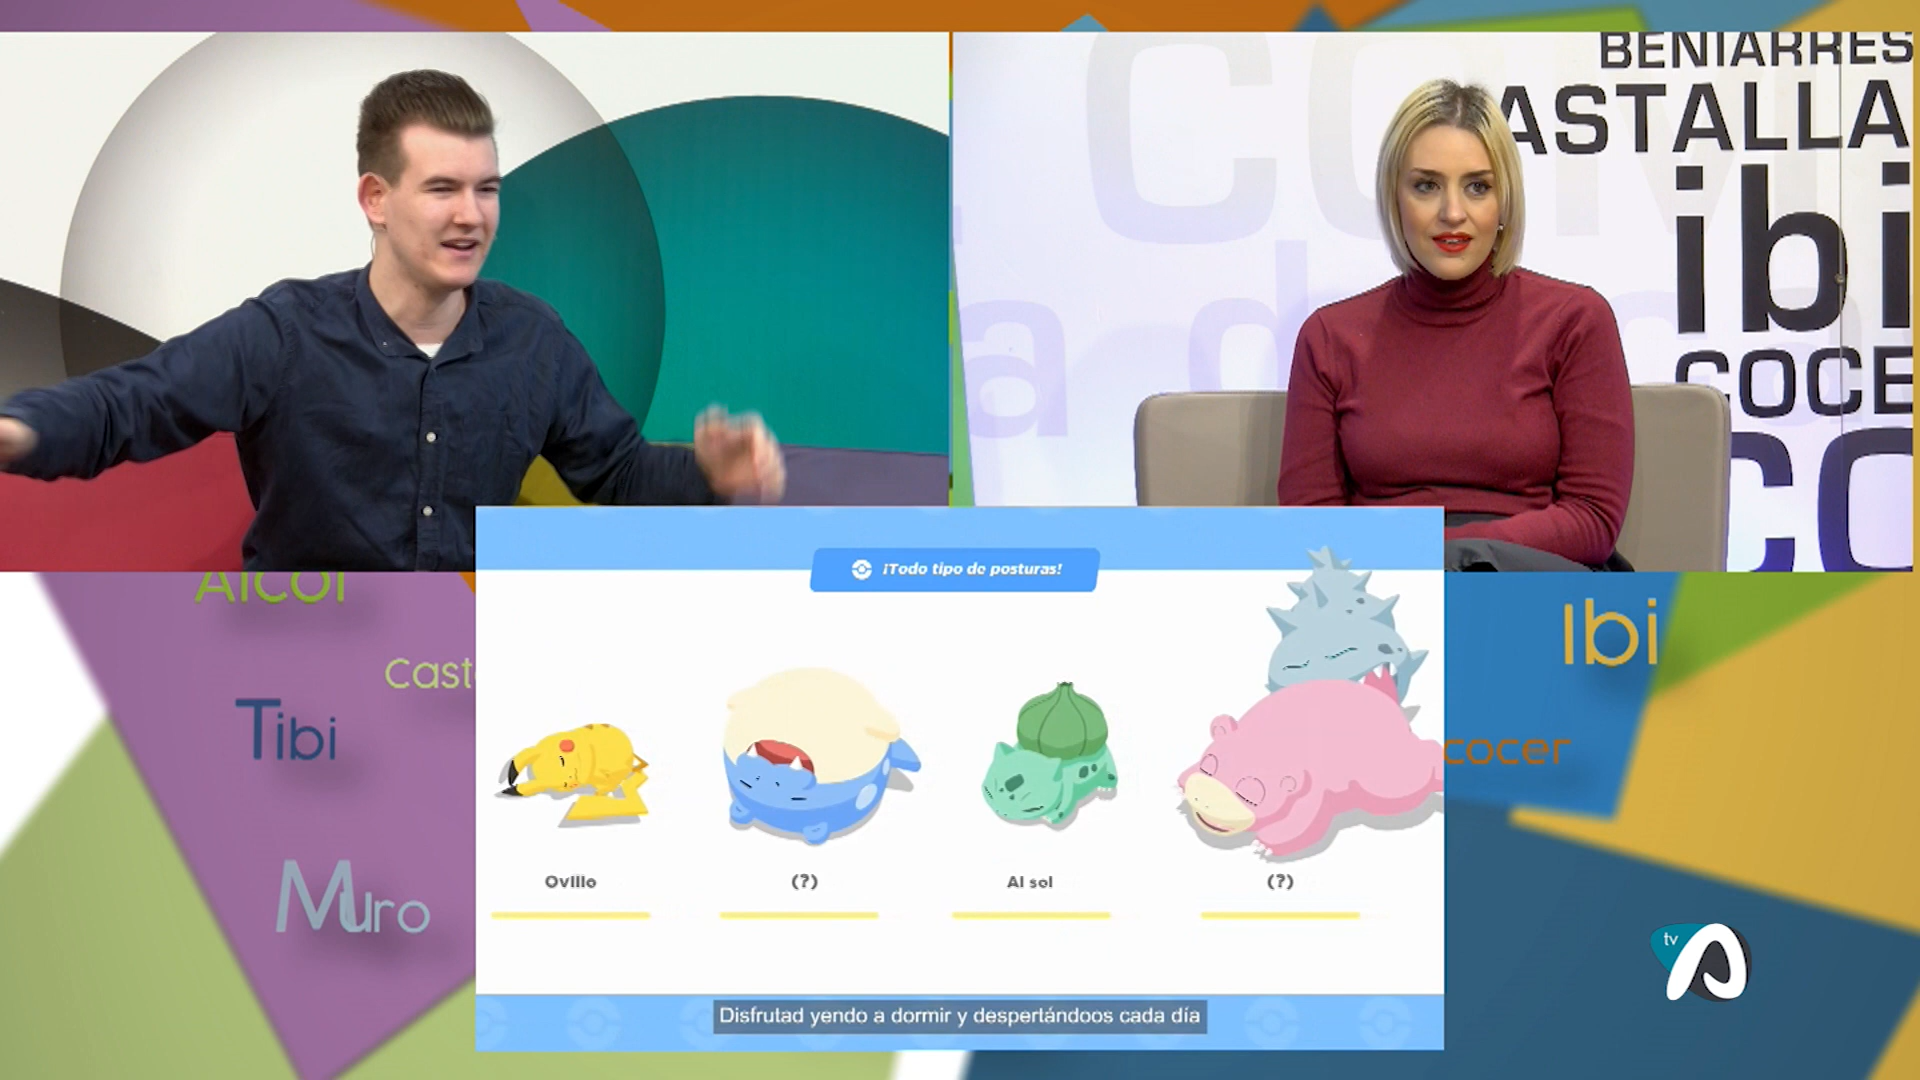 BENIARRES
ASTALLA
ibi
COCE
CO
¡Todo tipo de posturas!
Alcoi
Cast
Tibi
Muro
Ibi
cocer
Ovillo
(?)
Al sol
(?)
Disfrutad yendo a dormir y despertándoos cada día
tv